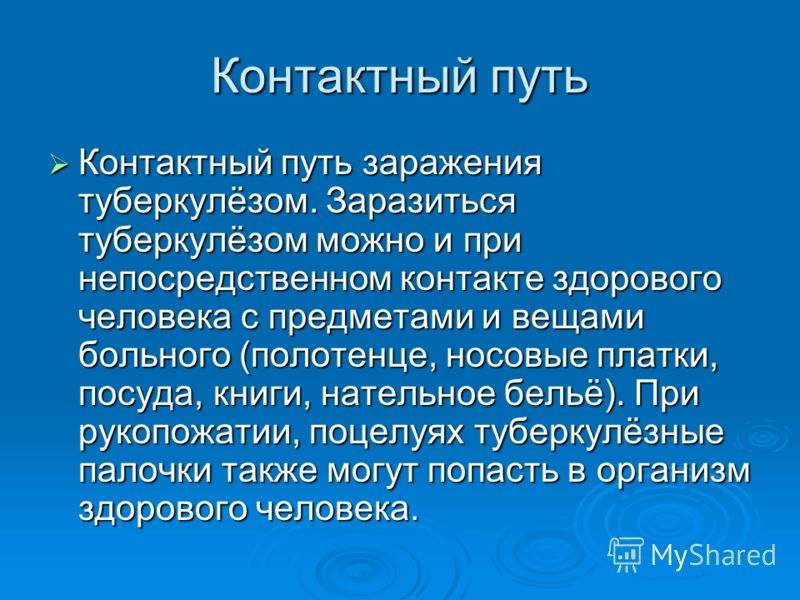 Контактный путь
Контактный путь заражения
туберкулёзом. Заразиться
туберкулёзом можно и при
непосредственном контакте здорового
человека с предметами и вещами
больного (полотенце, носовые платки,
посуда, книги, нательное бельё). При
рукопожатии, поцелуях туберкулёзные
палочки также могут попасть в организм
здорового человека.
MyShared